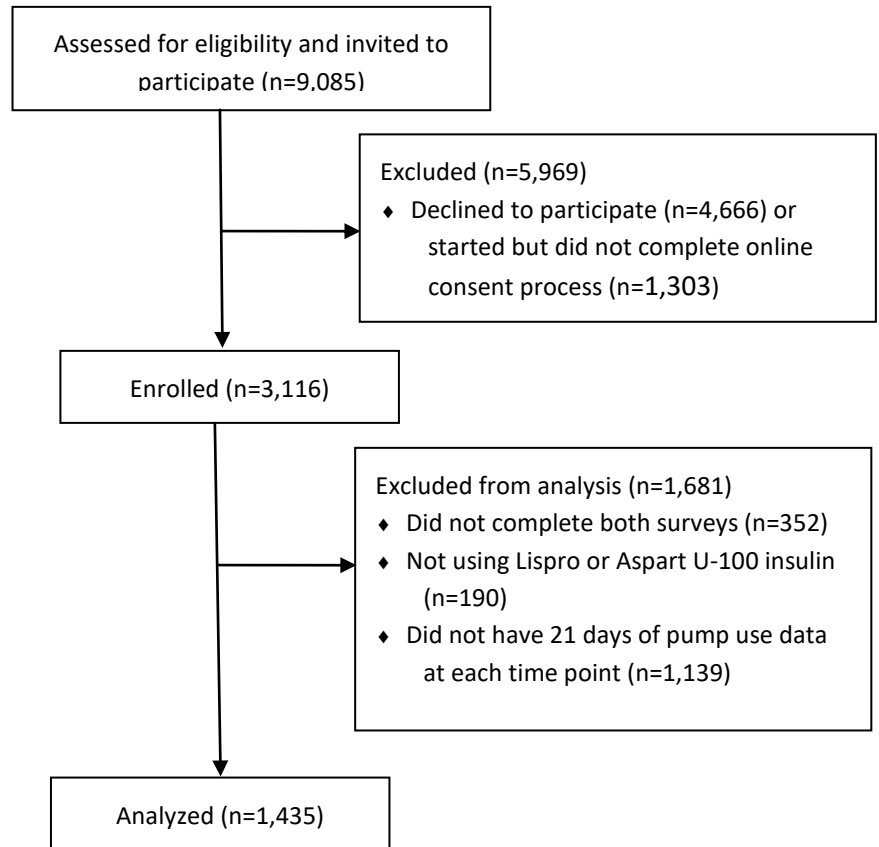 Assessed for eligibility and invited to
participate (n=9,085)
Excluded (n=5,969)
♦ Declined to participate (n=4,666) or
started but did not complete online
consent process (n=1,303)
Enrolled (n=3,116)
Excluded from analysis (n=1,681)
♦ Did not complete both surveys (n=352)
♦ Not using Lispro or Aspart U-100 insulin
(n=190)
♦ Did not have 21 days of pump use data
at each time point (n=1,139)
Analyzed (n=1,435)